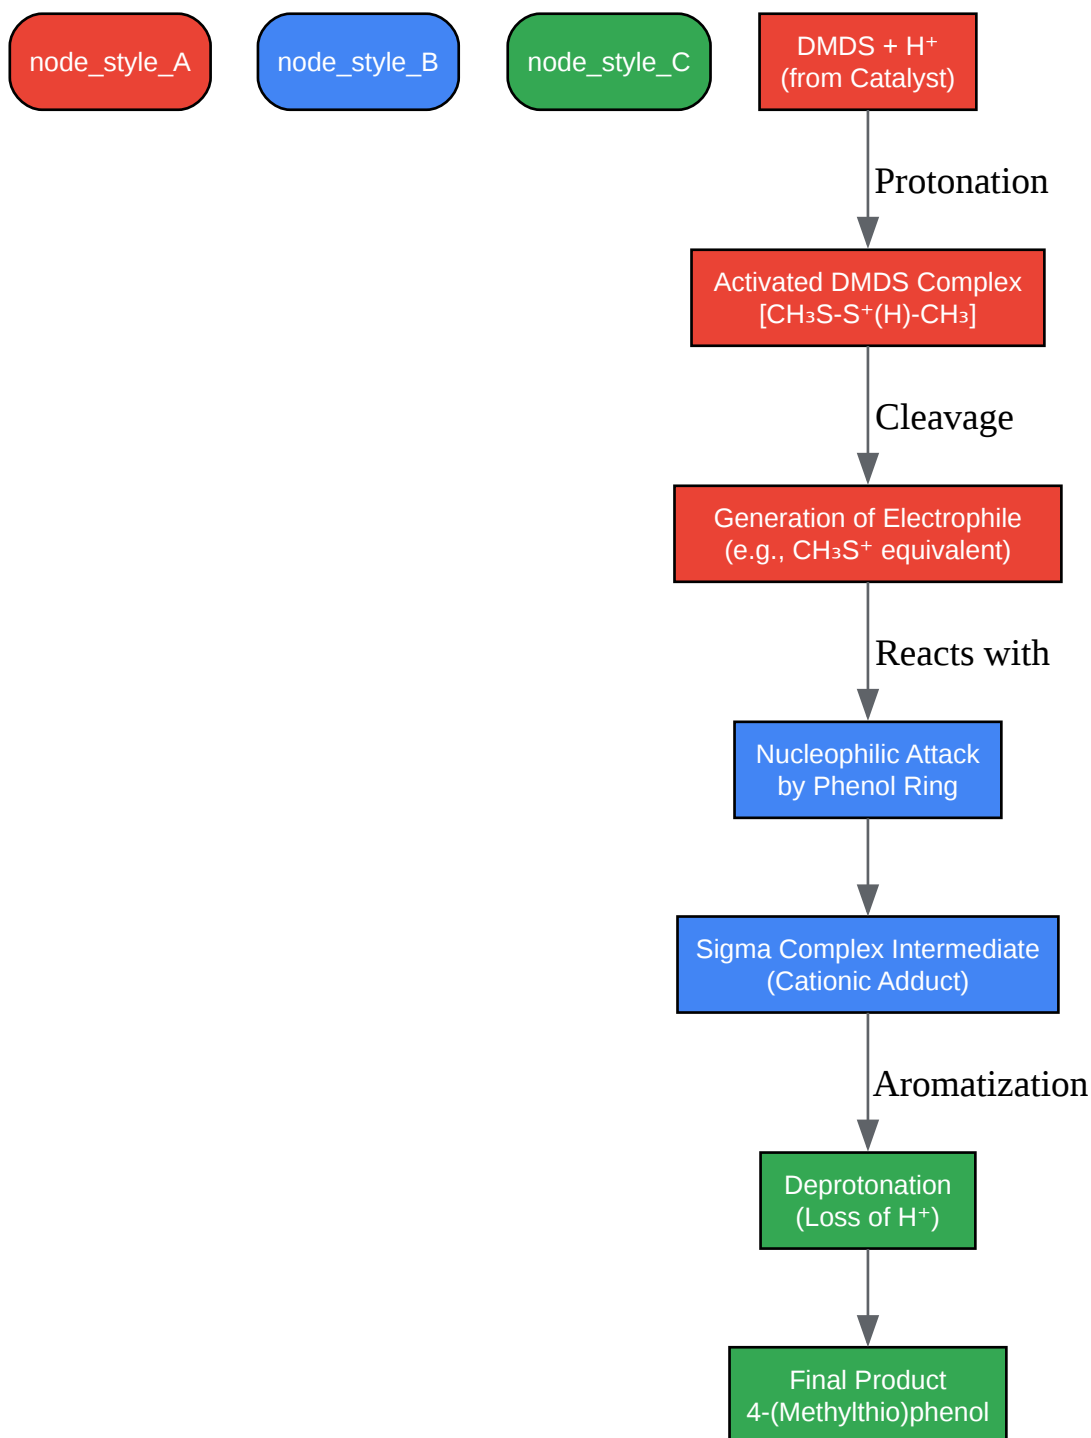 node_style_A
node_style_B
node_style_C
DMDS + H⁺
(from Catalyst)
Protonation
Activated DMDS Complex
[CH₃S-S⁺(H)-CH₃]
Cleavage
Generation of Electrophile
(e.g., CH₃S⁺ equivalent)
Reacts with
Nucleophilic Attack
by Phenol Ring
Sigma Complex Intermediate
(Cationic Adduct)
Aromatization
Deprotonation
(Loss of H⁺)
Final Product
4-(Methylthio)phenol